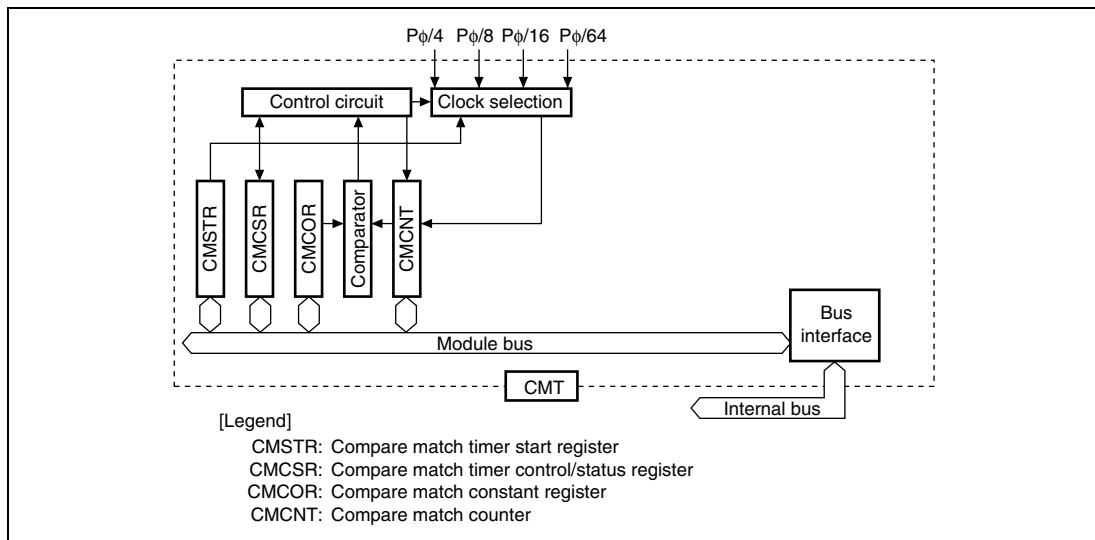 Pφ/4 Pφ/8 Pφ/16 Pφ/64
Control circuit
Clock selection
CMSTR
CMCSR
CMCOR
Comparator
CMCNT
Bus
interface
Module bus
CMT
Internal bus
[Legend]
CMSTR: Compare match timer start register
CMCSR: Compare match timer control/status register
CMCOR: Compare match constant register
CMCNT: Compare match counter